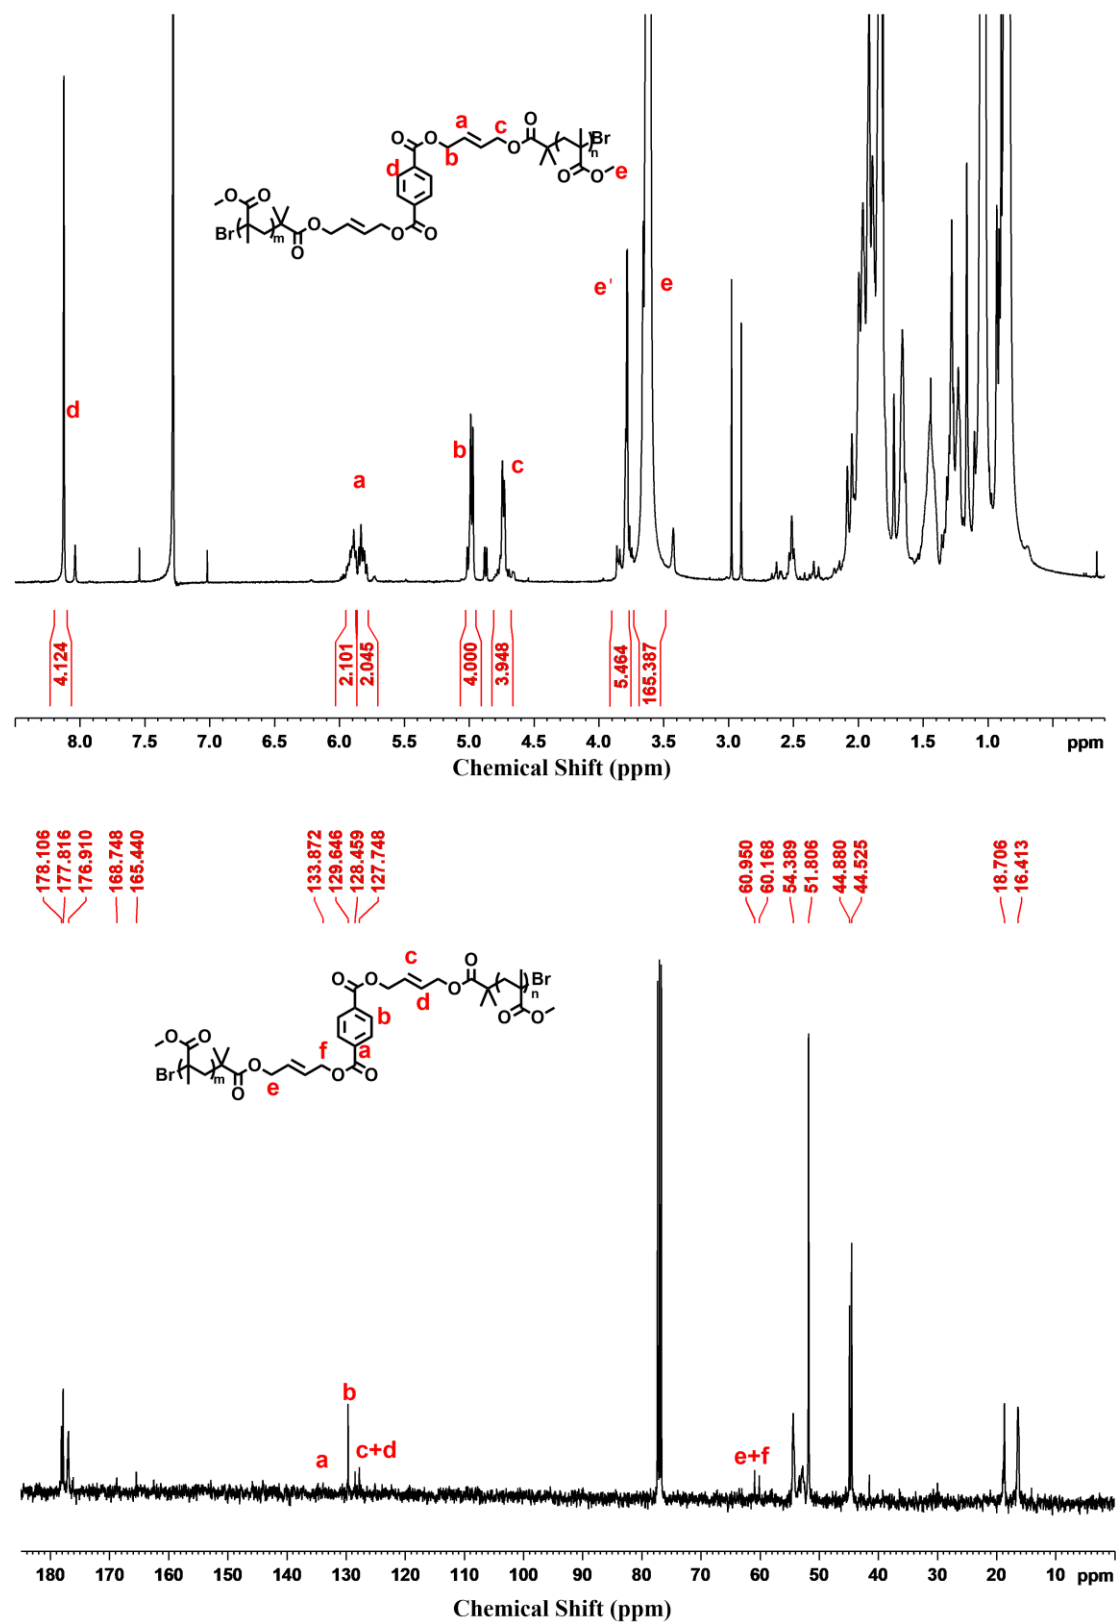 a
c
O
O
O
O
b
O
O
Br
n
O
O
e
d
O
O
Br
m
O
O
O
O
e'
e
d
a
b
c
4.124
2.101
2.045
4.000
3.948
5.464
165.387
8.0 7.5 7.0 6.5 6.0 5.5 5.0 4.5 4.0 3.5 3.0 2.5 2.0 1.5 1.0 ppm
Chemical Shift (ppm)
178.106
177.816
176.910
168.748
165.440
133.872
129.646
128.459
127.748
60.950
60.168
54.389
51.806
44.880
44.525
18.706
16.413
c
O
O
O
d
O
Br
n
O
O
b
a
O
O
f
Br
m
O
O
e
O
O
b
a
c+d
e+f
180 170 160 150 140 130 120 110 100 90 80 70 60 50 40 30 20 10 ppm
Chemical Shift (ppm)